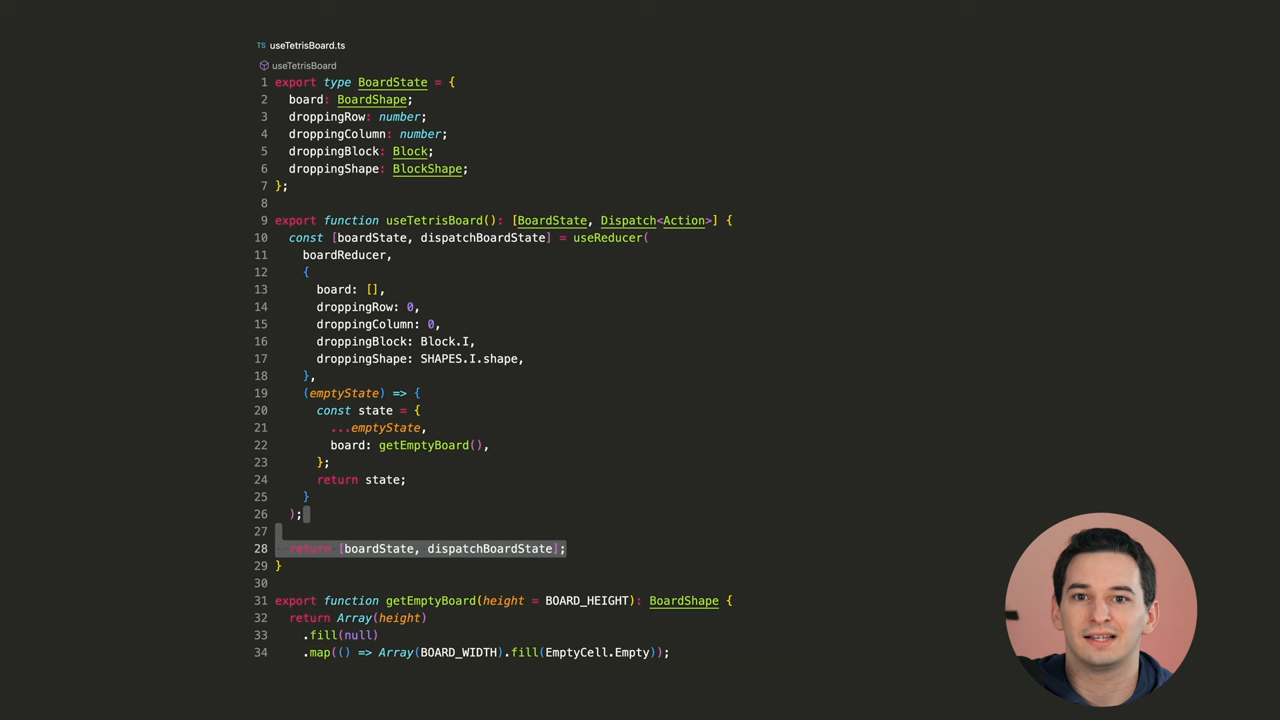 TS useTetrisBoard.ts
useTetrisBoard
1 export type BoardState = {
2   board: BoardShape;
3   droppingRow: number;
4   droppingColumn: number;
5   droppingBlock: Block;
6   droppingShape: BlockShape;
7 };
8
9 export function useTetrisBoard(): [BoardState, Dispatch<Action>] {
10   const [boardState, dispatchBoardState] = useReducer(
11     boardReducer,
12     {
13       board: [],
14       droppingRow: 0,
15       droppingColumn: 0,
16       droppingBlock: Block.I,
17       droppingShape: SHAPES.I.shape,
18     },
19     (emptyState) => {
20       const state = {
21         ...emptyState,
22         board: getEmptyBoard(),
23       };
24       return state;
25     }
26   );
27
28   return [boardState, dispatchBoardState];
29 }
30
31 export function getEmptyBoard(height = BOARD_HEIGHT): BoardShape {
32   return Array(height)
33     .fill(null)
34     .map(() => Array(BOARD_WIDTH).fill(EmptyCell.Empty));